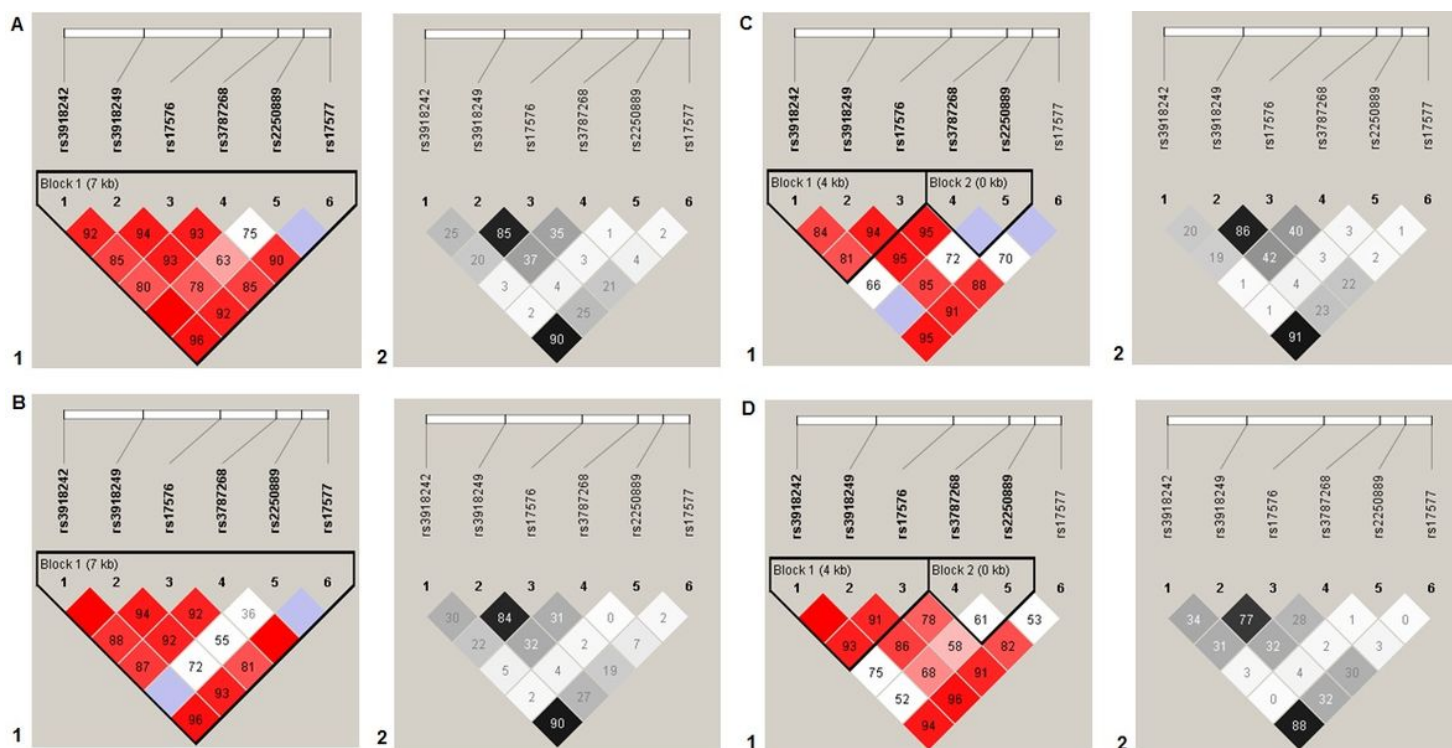 A
rs3918242
rs3918249
rs17576
rs3787268
rs2250889
rs17577
Block 1 (7 kb)
1 2 3 4 5 6
92 94 93 75
85 93 63 90
80 78 85
92
96
1
rs3918242
rs3918249
rs17576
rs3787268
rs2250889
rs17577
1 2 3 4 5 6
25 85 35 1 2
20 37 3 4
3 4 21
2 25
90
2
C
rs3918242
rs3918249
rs17576
rs3787268
rs2250889
rs17577
Block 1 (4 kb) Block 2 (0 kb)
1 2 3 4 5 6
84 94 95
81 95 72 70
66 85 88
91
95
1
rs3918242
rs3918249
rs17576
rs3787268
rs2250889
rs17577
1 2 3 4 5 6
20 86 40 3 1
19 42 3 2
1 4 22
1 23
91
2
B
rs3918242
rs3918249
rs17576
rs3787268
rs2250889
rs17577
Block 1 (7 kb)
1 2 3 4 5 6
94 92 36
88 92 55
87 72 81
93
96
1
rs3918242
rs3918249
rs17576
rs3787268
rs2250889
rs17577
1 2 3 4 5 6
30 84 31 0 2
22 32 2 7
5 4 19
2 27
90
2
D
rs3918242
rs3918249
rs17576
rs3787268
rs2250889
rs17577
Block 1 (4 kb) Block 2 (0 kb)
1 2 3 4 5 6
91 78 61 53
93 86 58 82
75 68 91
52 96
94
1
rs3918242
rs3918249
rs17576
rs3787268
rs2250889
rs17577
1 2 3 4 5 6
34 77 28 1 0
31 32 2 3
3 4 30
0 32
88
2